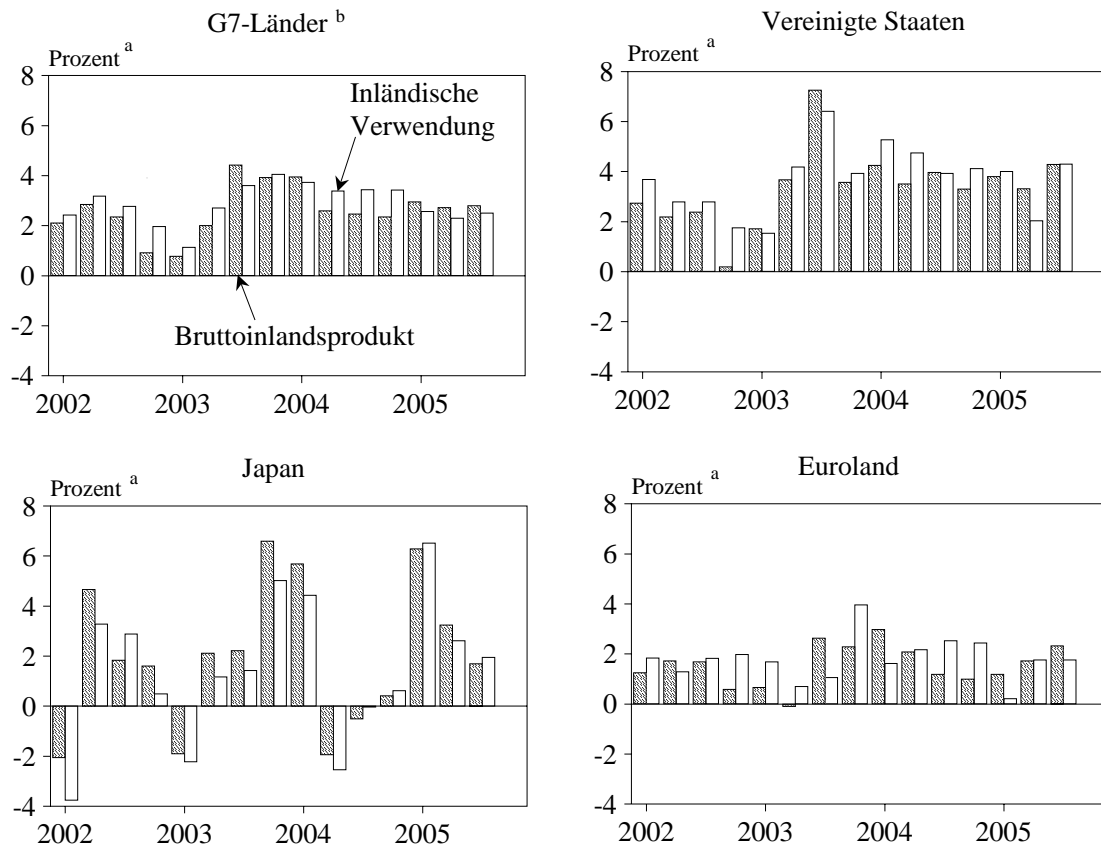 G7-Länder b
Prozent a
8
6
4
2
0
-2
-4
Inländische
Verwendung
Bruttoinlandsprodukt
2002 2003 2004 2005
Vereinigte Staaten
Prozent a
8
6
4
2
0
-2
-4
2002 2003 2004 2005
Japan
Prozent a
8
6
4
2
0
-2
-4
2002 2003 2004 2005
Euroland
Prozent a
8
6
4
2
0
-2
-4
2002 2003 2004 2005